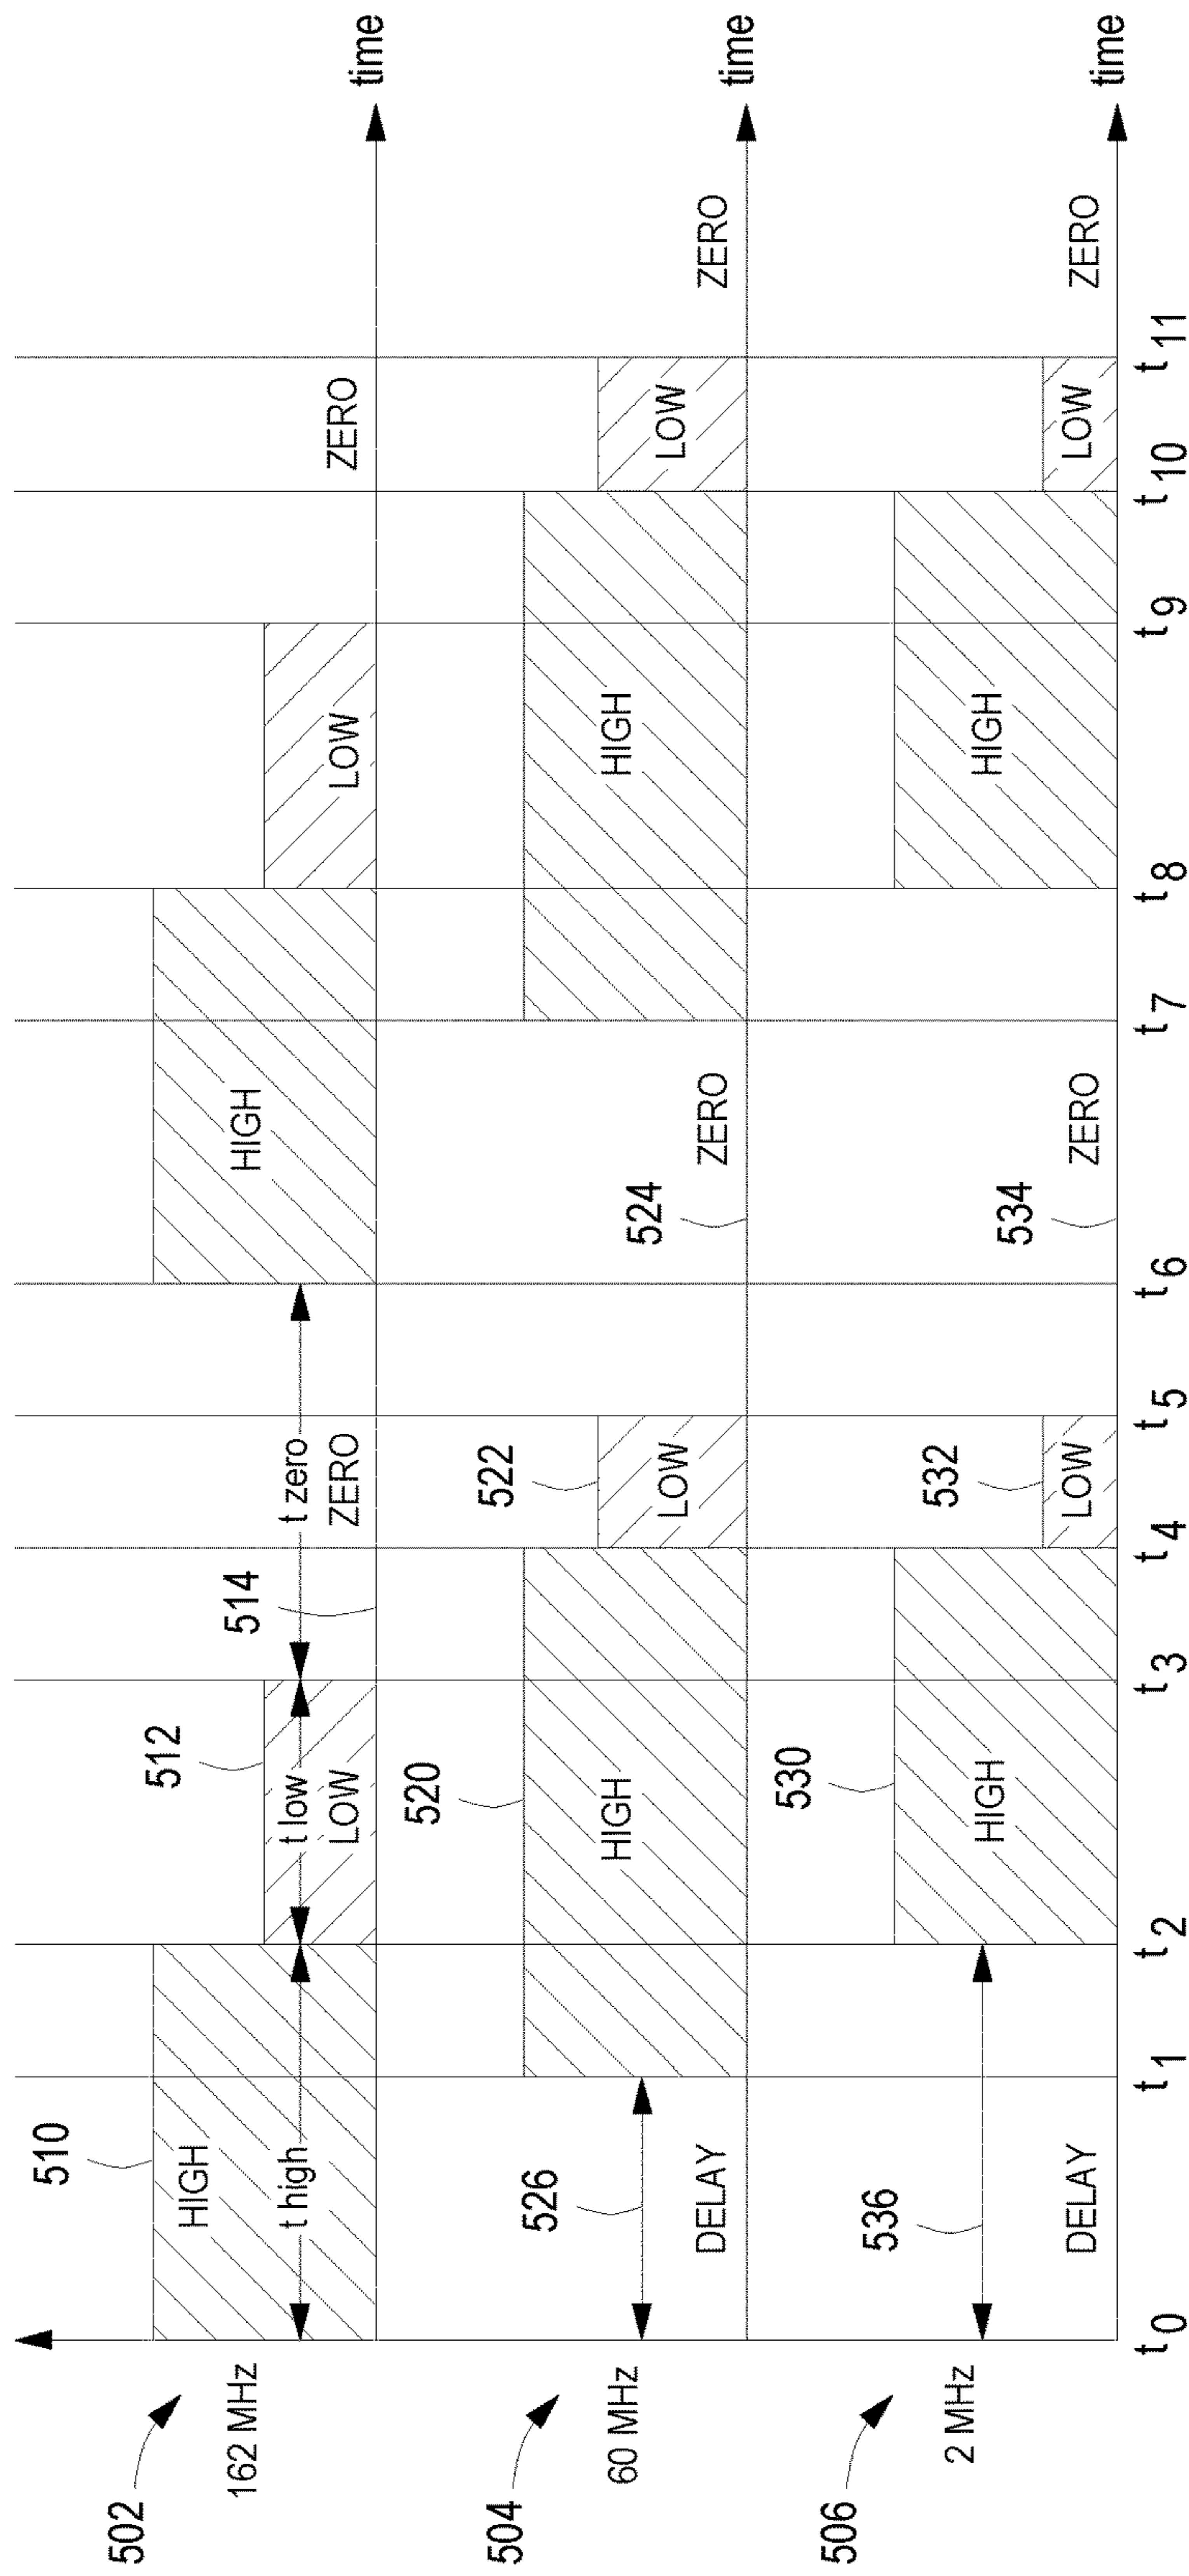 502
162 MHz
510
HIGH
t high
512
t low
LOW
514
t zero
ZERO
HIGH
LOW
ZERO
time
504
60 MHz
526
DELAY
520
HIGH
522
LOW
524
ZERO
HIGH
LOW
ZERO
time
506
2 MHz
536
DELAY
530
HIGH
532
LOW
534
ZERO
HIGH
LOW
ZERO
time
t0 t1 t2 t3 t4 t5 t6 t7 t8 t9 t10 t11